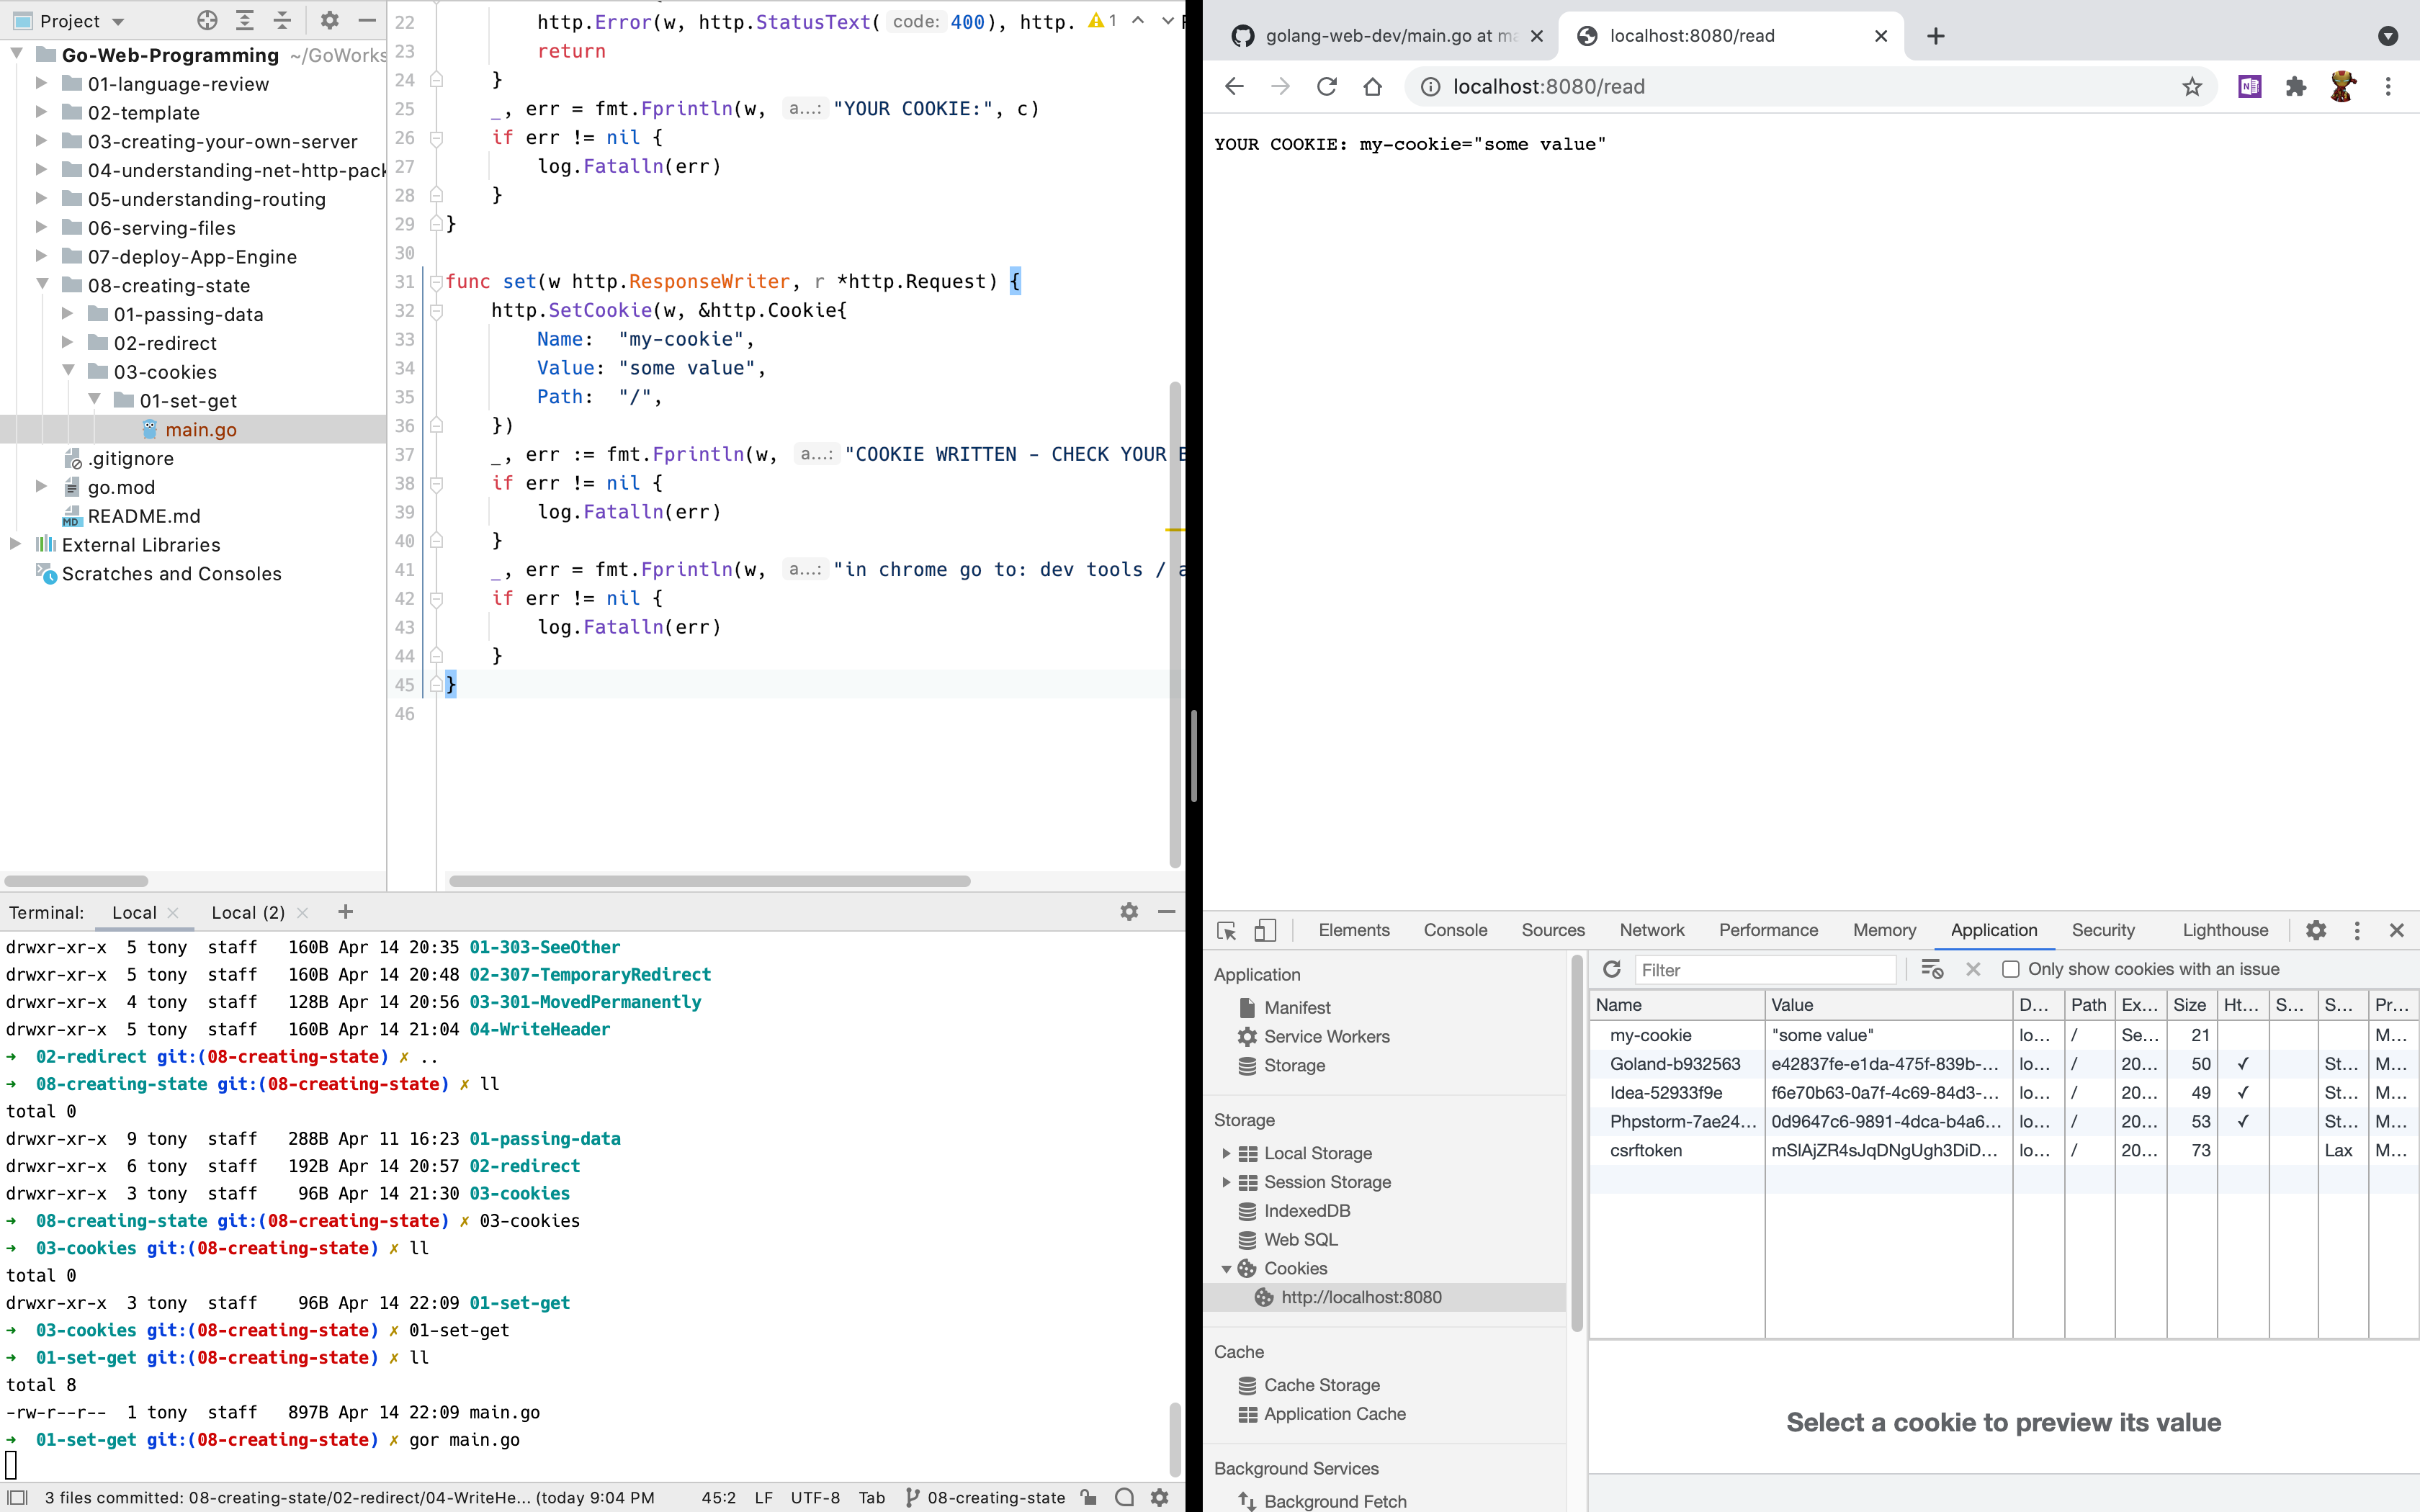 Project
Go-Web-Programming ~/GoWorks
01-language-review
02-template
03-creating-your-own-server
04-understanding-net-http-pack
05-understanding-routing
06-serving-files
07-deploy-App-Engine
08-creating-state
01-passing-data
02-redirect
03-cookies
01-set-get
main.go
.gitignore
go.mod
README.md
External Libraries
Scratches and Consoles
22 http.Error(w, http.StatusText( code: 400), http. 1
23 return
24 }
25 _, err = fmt.Fprintln(w, a...: "YOUR COOKIE:", c)
26 if err != nil {
27 log.Fatalln(err)
28 }
29 }
30
31 func set(w http.ResponseWriter, r *http.Request) {
32 http.SetCookie(w, &http.Cookie{
33 Name: "my-cookie",
34 Value: "some value",
35 Path: "/",
36 })
37 _, err := fmt.Fprintln(w, a...: "COOKIE WRITTEN - CHECK YOUR B
38 if err != nil {
39 log.Fatalln(err)
40 }
41 _, err = fmt.Fprintln(w, a...: "in chrome go to: dev tools / a
42 if err != nil {
43 log.Fatalln(err)
44 }
45 }
46
Terminal: Local Local (2)
drwxr-xr-x 5 tony staff 160B Apr 14 20:35 01-303-SeeOther
drwxr-xr-x 5 tony staff 160B Apr 14 20:48 02-307-TemporaryRedirect
drwxr-xr-x 4 tony staff 128B Apr 14 20:56 03-301-MovedPermanently
drwxr-xr-x 5 tony staff 160B Apr 14 21:04 04-WriteHeader
→ 02-redirect git:(08-creating-state) ✗ ..
→ 08-creating-state git:(08-creating-state) ✗ ll
total 0
drwxr-xr-x 9 tony staff 288B Apr 11 16:23 01-passing-data
drwxr-xr-x 6 tony staff 192B Apr 14 20:57 02-redirect
drwxr-xr-x 3 tony staff 96B Apr 14 21:30 03-cookies
→ 08-creating-state git:(08-creating-state) ✗ 03-cookies
→ 03-cookies git:(08-creating-state) ✗ ll
total 0
drwxr-xr-x 3 tony staff 96B Apr 14 22:09 01-set-get
→ 03-cookies git:(08-creating-state) ✗ 01-set-get
→ 01-set-get git:(08-creating-state) ✗ ll
total 8
-rw-r--r-- 1 tony staff 897B Apr 14 22:09 main.go
→ 01-set-get git:(08-creating-state) ✗ gor main.go
3 files committed: 08-creating-state/02-redirect/04-WriteHe... (today 9:04 PM 45:2 LF UTF-8 Tab 08-creating-state
golang-web-dev/main.go at ma localhost:8080/read
localhost:8080/read
YOUR COOKIE: my-cookie="some value"
Elements Console Sources Network Performance Memory Application Security Lighthouse
Application
Manifest
Service Workers
Storage
Storage
Local Storage
Session Storage
IndexedDB
Web SQL
Cookies
http://localhost:8080
Cache
Cache Storage
Application Cache
Background Services
Background Fetch
Filter Only show cookies with an issue
Name Value D... Path Ex... Size Ht... S... S... Pr...
my-cookie "some value" lo... / Se... 21 M...
Goland-b932563 e42837fe-e1da-475f-839b-... lo... / 20... 50 ✓ St... M...
Idea-52933f9e f6e70b63-0a7f-4c69-84d3-... lo... / 20... 49 ✓ St... M...
Phpstorm-7ae24... 0d9647c6-9891-4dca-b4a6... lo... / 20... 53 ✓ St... M...
csrftoken mSlAjZR4sJqDNgUgh3DiD... lo... / 20... 73 Lax M...
Select a cookie to preview its value